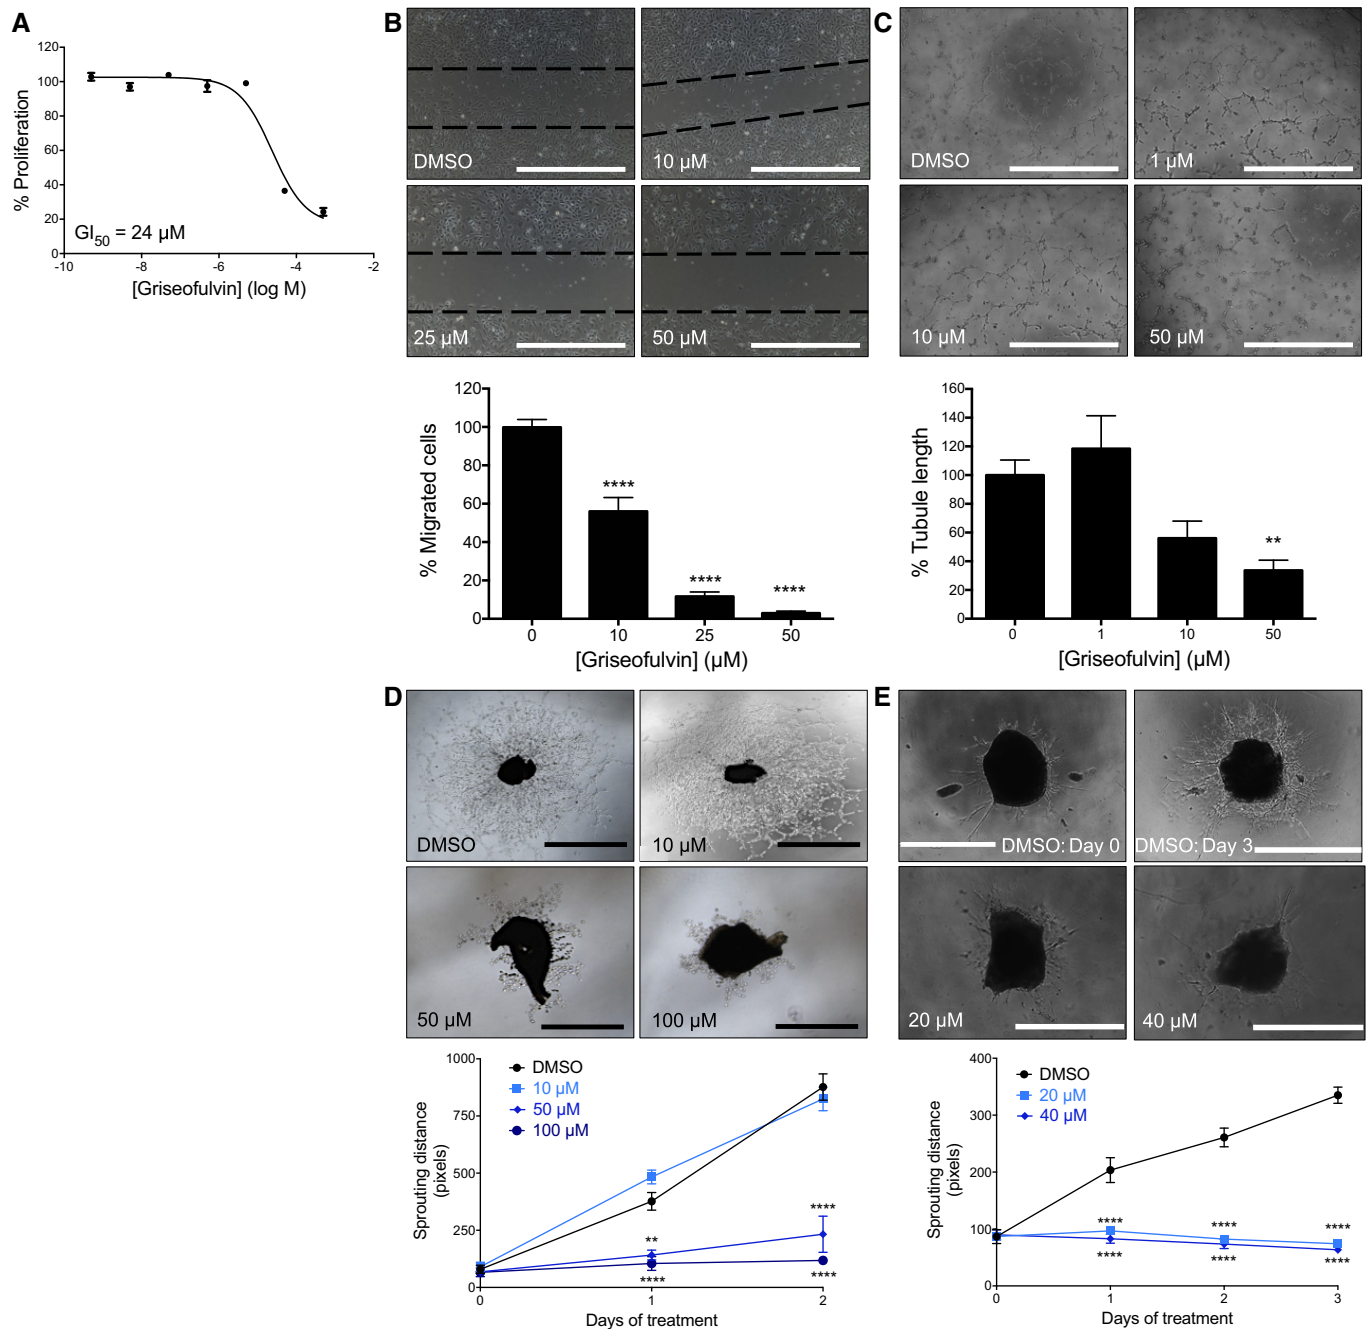 A
120
100
80
60
40
20
0
% Proliferation
GI50 = 24 µM
-10 -8 -6 -4 -2
[Griseofulvin] (log M)
B
DMSO
10 µM
25 µM
50 µM
120
100
80
60
40
20
0
% Migrated cells
****
****
****
0 10 25 50
[Griseofulvin] (µM)
C
DMSO
1 µM
10 µM
50 µM
160
140
120
100
80
60
40
20
0
% Tubule length
**
0 1 10 50
[Griseofulvin] (µM)
D
DMSO
10 µM
50 µM
100 µM
1000
750
500
250
0
Sprouting distance
(pixels)
DMSO
10 µM
50 µM
100 µM
**
****
****
****
0 1 2
Days of treatment
E
DMSO: Day 0
DMSO: Day 3
20 µM
40 µM
400
300
200
100
0
Sprouting distance
(pixels)
DMSO
20 µM
40 µM
****
****
****
****
****
****
0 1 2 3
Days of treatment